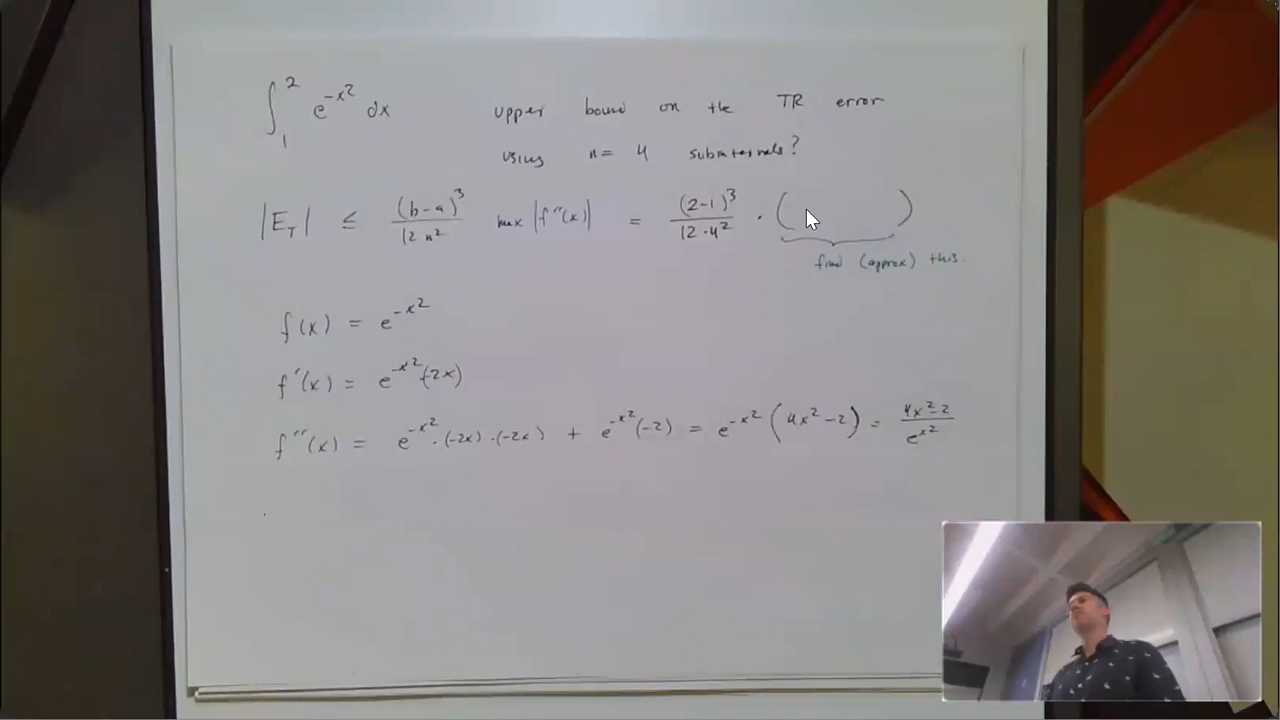 ∫₁² e^{-x²} dx upper bound on the TR error
using n = 4 subintervals?
|E_T| ≤ (b-a)³/(12 n²) max |f''(x)| = (2-1)³/(12·4²) · ( )
find (approx) this.
f(x) = e^{-x²}
f'(x) = e^{-x²}(-2x)
f''(x) = e^{-x²}·(-2x)·(-2x) + e^{-x²}(-2) = e^{-x²}(4x²-2) = (4x²-2)/e^{x²}